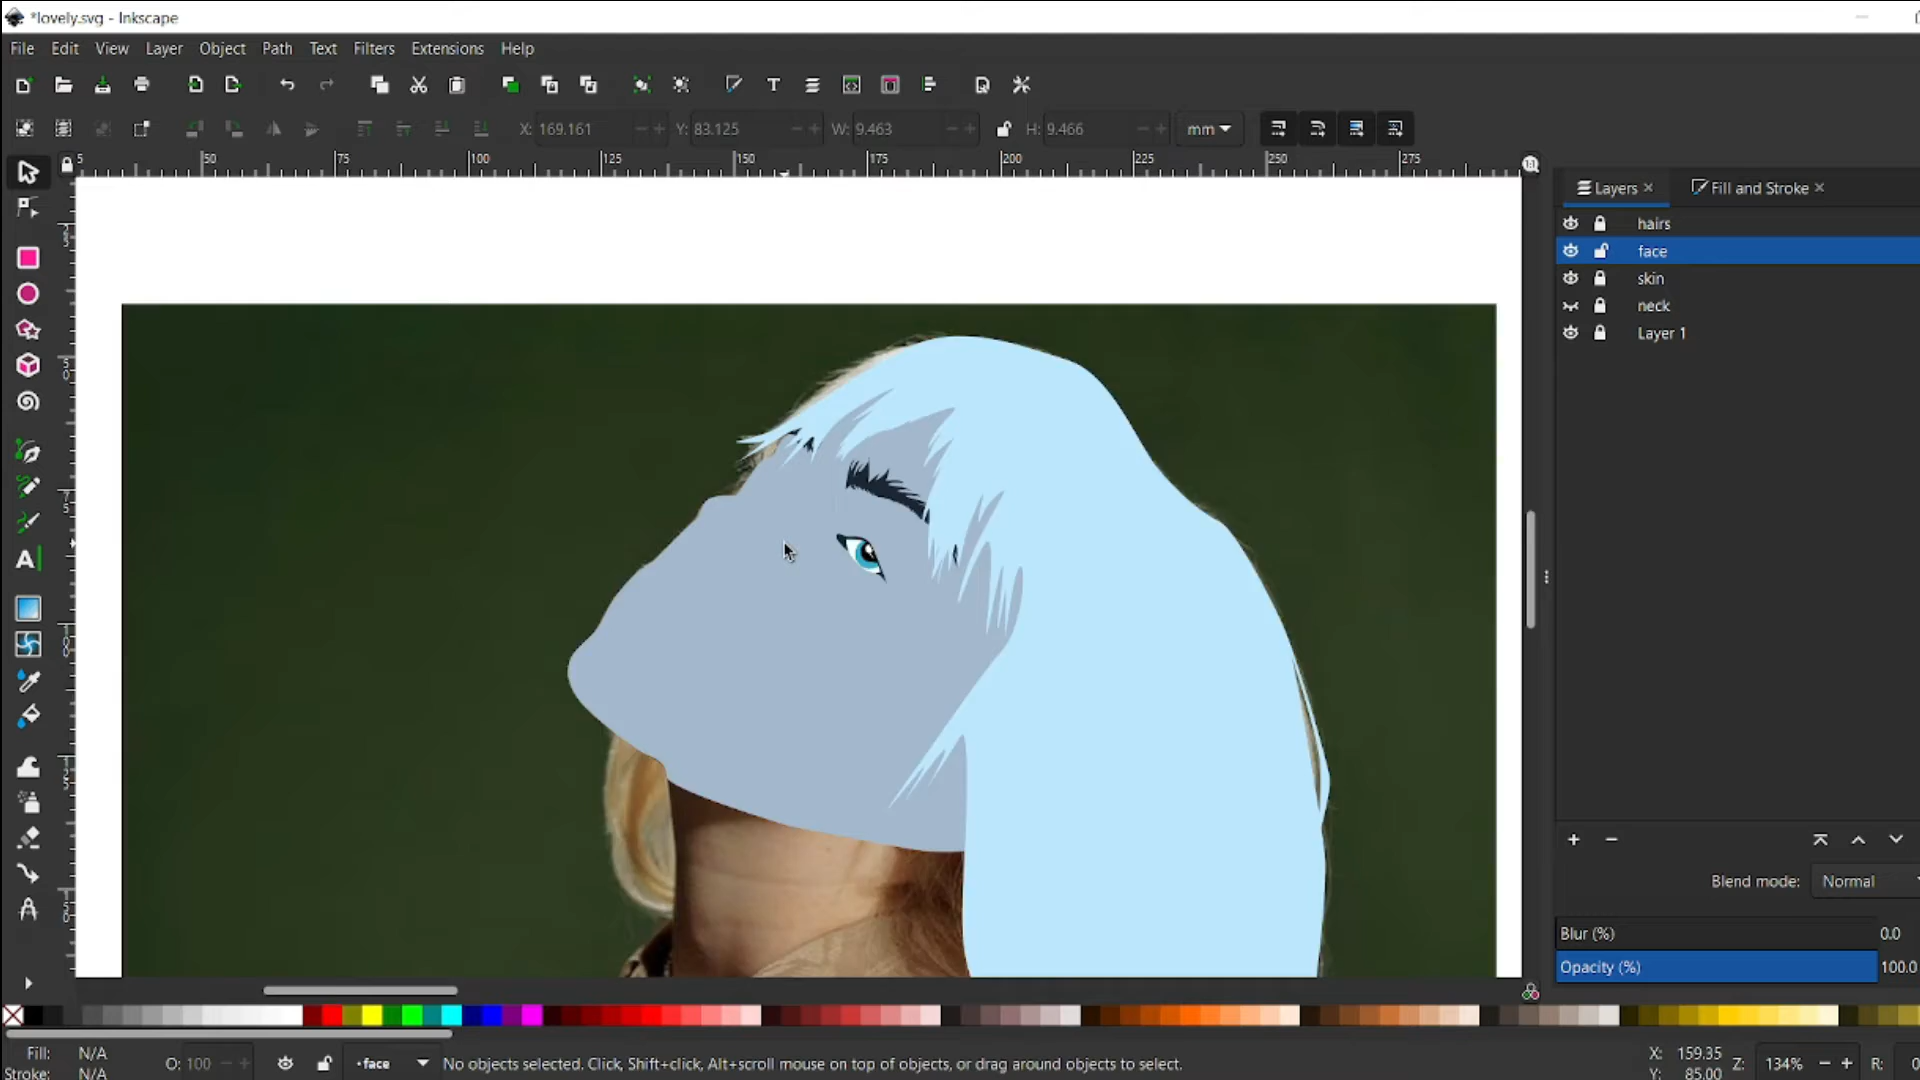 *lovely.svg - Inkscape
File Edit View Layer Object Path Text Filters Extensions Help
X: 169.161 Y: 83.125 W: 9.463 H: 9.466 mm
50 75 100 125 150 175 200 225 250 275
Layers Fill and Stroke
hairs
face
skin
neck
Layer 1
Blend mode: Normal
Blur (%) 0.0
Opacity (%) 100.0
Fill: N/A O: 100 face No objects selected. Click, Shift+click, Alt+scroll mouse on top of objects, or drag around objects to select. X: 159.35 Z: 134% R:
Stroke: N/A Y: 85.00